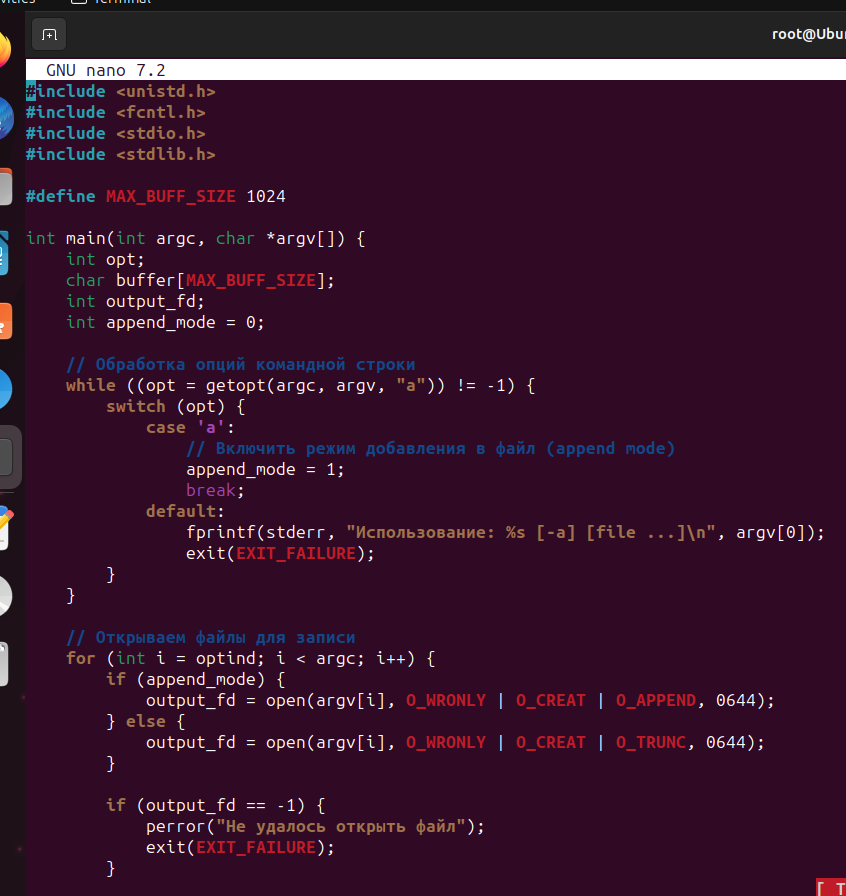 Terminal
root@Ubu
GNU nano 7.2
#include <unistd.h>
#include <fcntl.h>
#include <stdio.h>
#include <stdlib.h>

#define MAX_BUFF_SIZE 1024

int main(int argc, char *argv[]) {
    int opt;
    char buffer[MAX_BUFF_SIZE];
    int output_fd;
    int append_mode = 0;

    // Обработка опций командной строки
    while ((opt = getopt(argc, argv, "a")) != -1) {
        switch (opt) {
            case 'a':
                // Включить режим добавления в файл (append mode)
                append_mode = 1;
                break;
            default:
                fprintf(stderr, "Использование: %s [-a] [file ...]\n", argv[0]);
                exit(EXIT_FAILURE);
        }
    }

    // Открываем файлы для записи
    for (int i = optind; i < argc; i++) {
        if (append_mode) {
            output_fd = open(argv[i], O_WRONLY | O_CREAT | O_APPEND, 0644);
        } else {
            output_fd = open(argv[i], O_WRONLY | O_CREAT | O_TRUNC, 0644);
        }

        if (output_fd == -1) {
            perror("Не удалось открыть файл");
            exit(EXIT_FAILURE);
        }